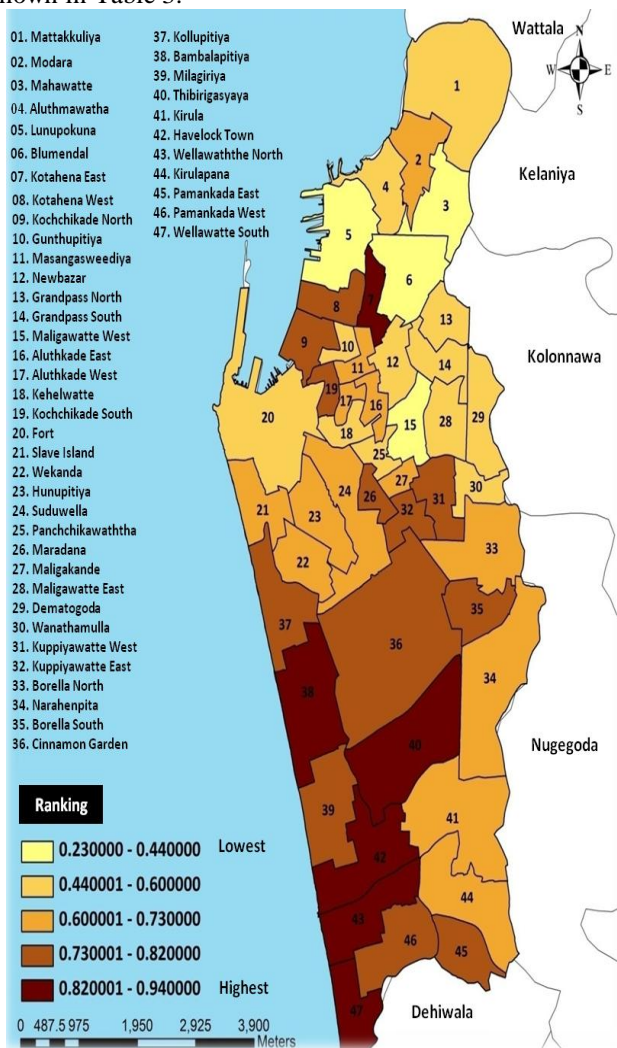 nown in Table 3.
01. Mattakkuliya
02. Modara
03. Mahawatte
04. Aluthmawatha
05. Lunupokuna
06. Blumendal
07. Kotahena East
08. Kotahena West
09. Kochchikade North
10. Gunthupitiya
11. Masangasweediya
12. Newbazar
13. Grandpass North
14. Grandpass South
15. Maligawatte West
16. Aluthkade East
17. Aluthkade West
18. Kehelwatte
19. Kochchikade South
20. Fort
21. Slave Island
22. Wekanda
23. Hunupitiya
24. Suduwella
25. Panchchikawaththa
26. Maradana
27. Maligakande
28. Maligawatte East
29. Dematogoda
30. Wanathamulla
31. Kuppiyawatte West
32. Kuppiyawatte East
33. Borella North
34. Narahenpita
35. Borella South
36. Cinnamon Garden
37. Kollupitiya
38. Bambalapitiya
39. Milagiriya
40. Thibirigasyaya
41. Kirula
42. Havelock Town
43. Wellawaththe North
44. Kirulapana
45. Pamankada East
46. Pamankada West
47. Wellawatte South
Wattala
N
W E
S
Kelaniya
Kolonnawa
Nugegoda
Dehiwala
1
2
3
4
5
6
7
8
9
10
11
12
13
14
15
16
17
18
19
20
21
22
23
24
25
26
27
28
29
30
31
32
33
34
35
36
37
38
39
40
41
42
43
44
45
46
47
Ranking
0.230000 - 0.440000 Lowest
0.440001 - 0.600000
0.600001 - 0.730000
0.730001 - 0.820000
0.820001 - 0.940000 Highest
0 487.5 975 1,950 2,925 3,900
Meters